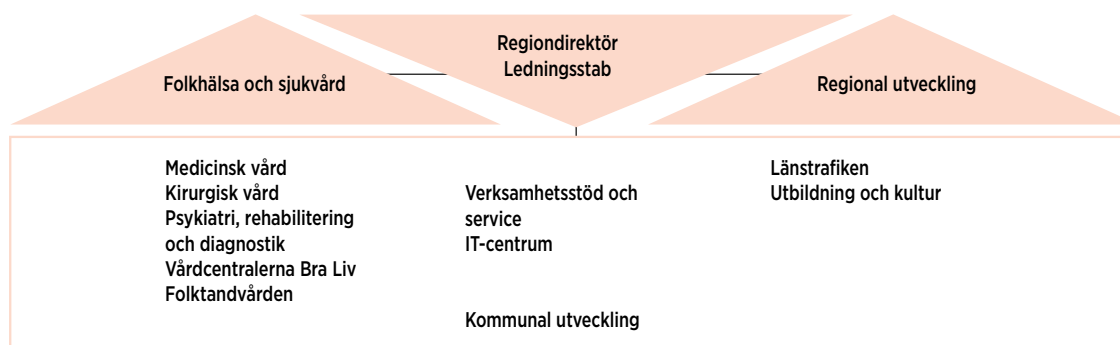 Regiondirektör
Ledningsstab
Folkhälsa och sjukvård
Regional utveckling
Medicinsk vård
Kirurgisk vård
Psykiatri, rehabilitering
och diagnostik
Vårdcentralerna Bra Liv
Folktandvården
Verksamhetsstöd och
service
IT-centrum
Kommunal utveckling
Länstrafiken
Utbildning och kultur